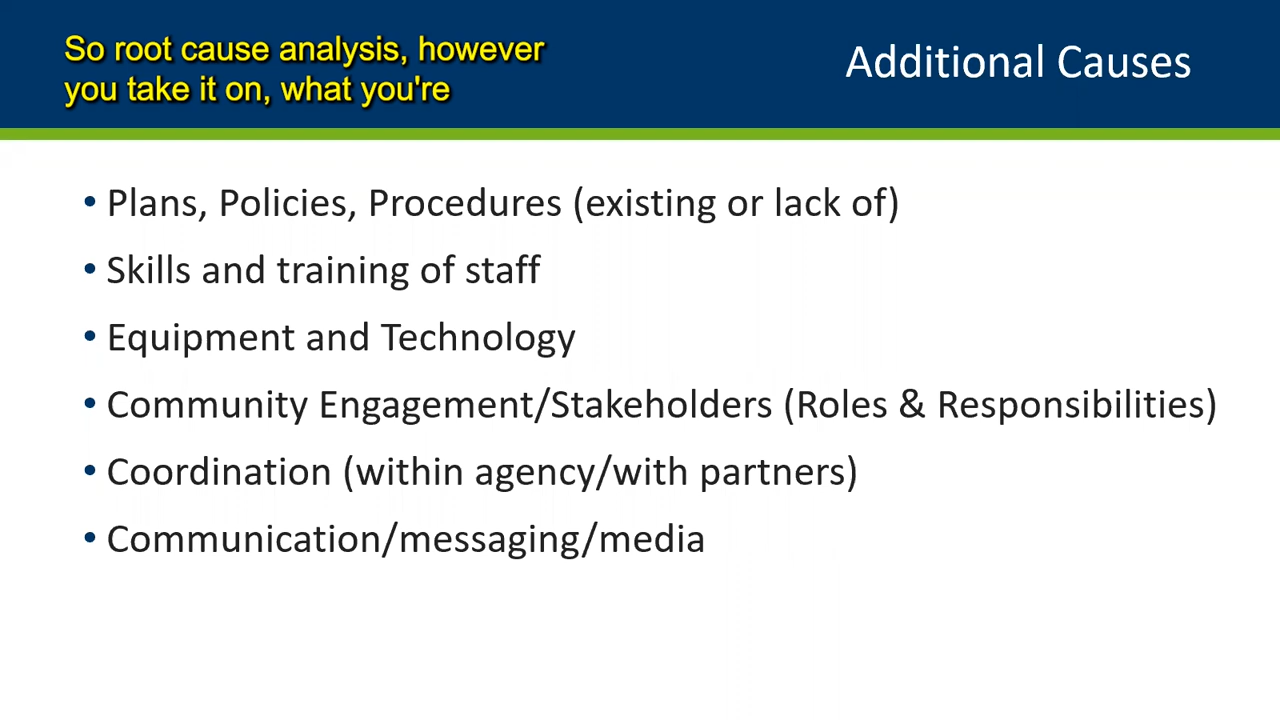 So root cause analysis, however
you take it on, what you're
Additional Causes
• Plans, Policies, Procedures (existing or lack of)
• Skills and training of staff
• Equipment and Technology
• Community Engagement/Stakeholders (Roles & Responsibilities)
• Coordination (within agency/with partners)
• Communication/messaging/media